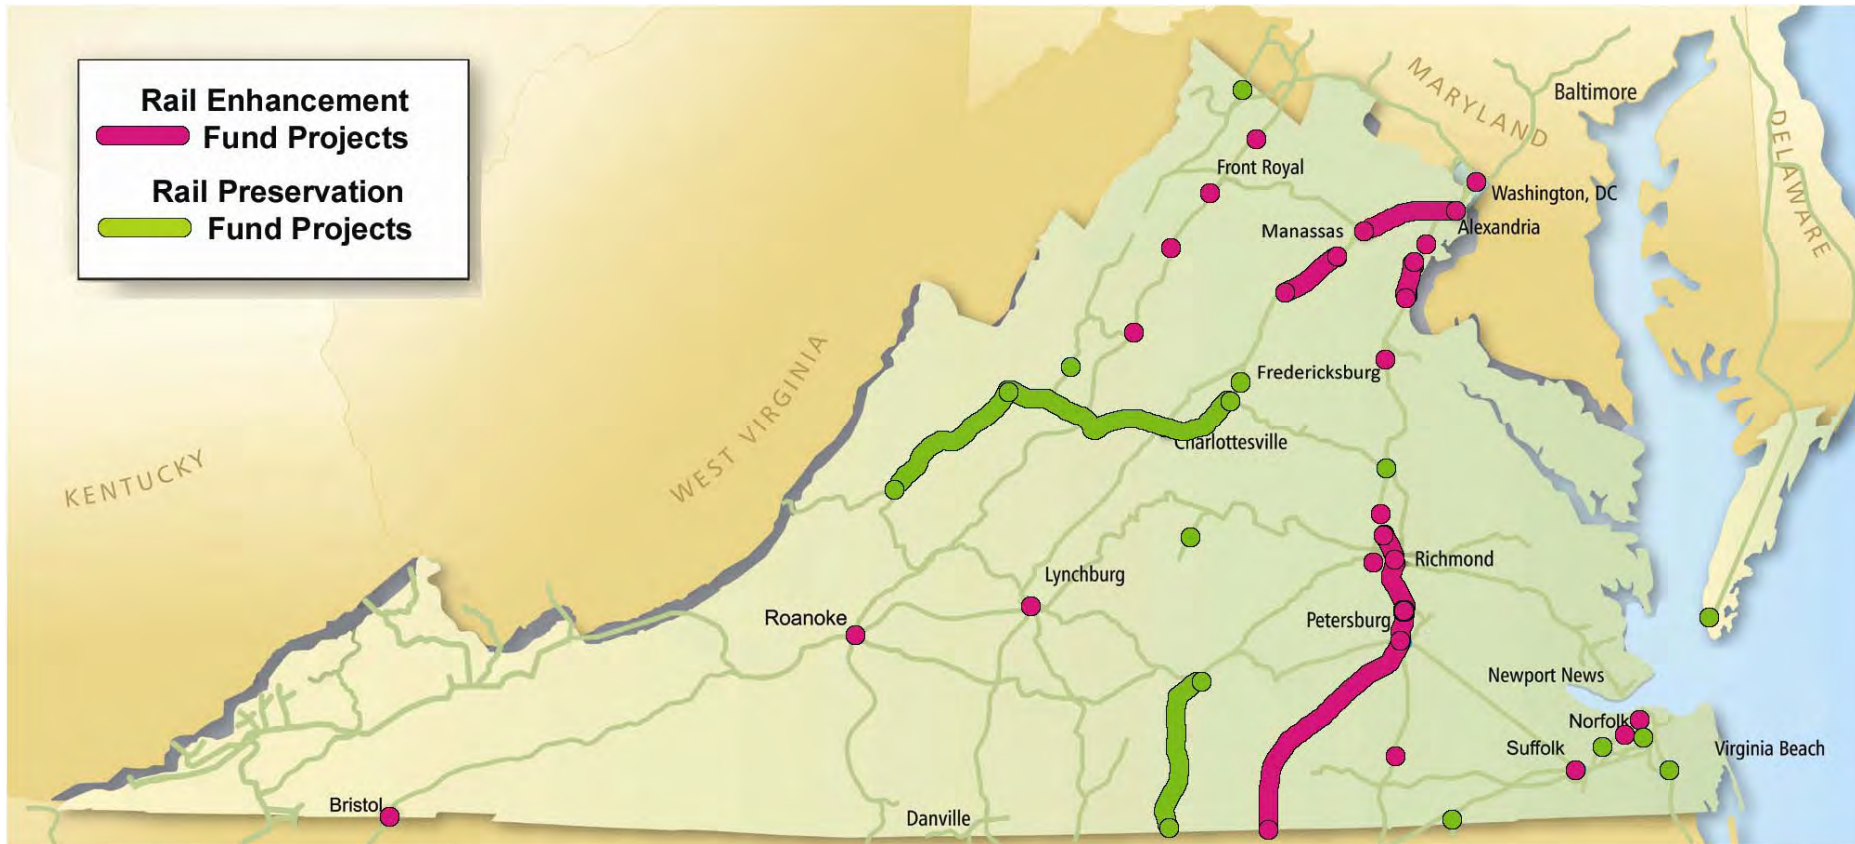 Rail Enhancement
Fund Projects
Rail Preservation
Fund Projects
MARYLAND
Baltimore
DELAWARE
Front Royal
Washington, DC
Manassas
Alexandria
WEST VIRGINIA
Fredericksburg
Charlottesville
KENTUCKY
Richmond
Lynchburg
Roanoke
Petersburg
Newport News
Norfolk
Suffolk
Virginia Beach
Bristol
Danville